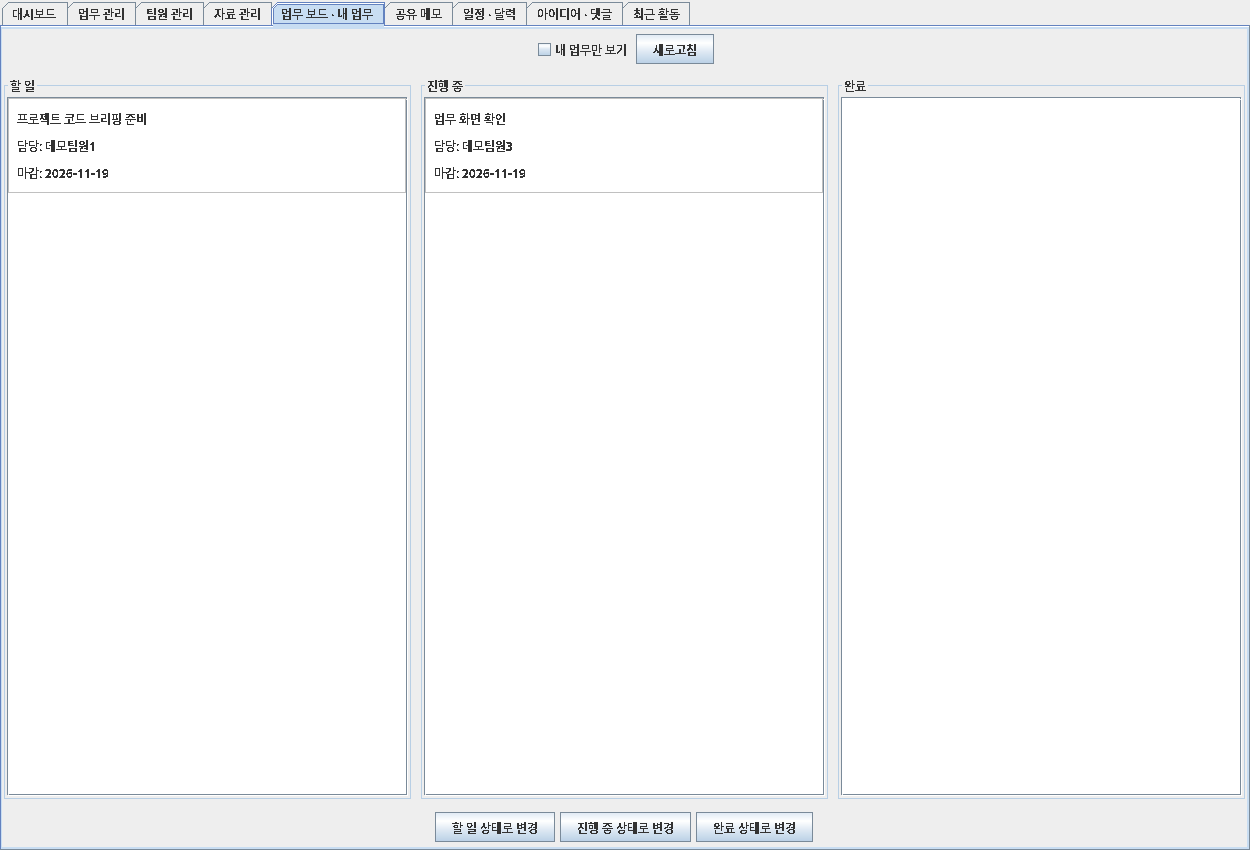 대시보드 업무 관리 팀원 관리 자료 관리 업무 보드 · 내 업무 공유 메모 일정 · 달력 아이디어 · 댓글 최근 활동
내 업무만 보기 새로고침
할 일
프로젝트 코드 브리핑 준비
담당: 데모팀원1
마감: 2026-11-19
진행 중
업무 화면 확인
담당: 데모팀원3
마감: 2026-11-19
완료
할 일 상태로 변경 진행 중 상태로 변경 완료 상태로 변경